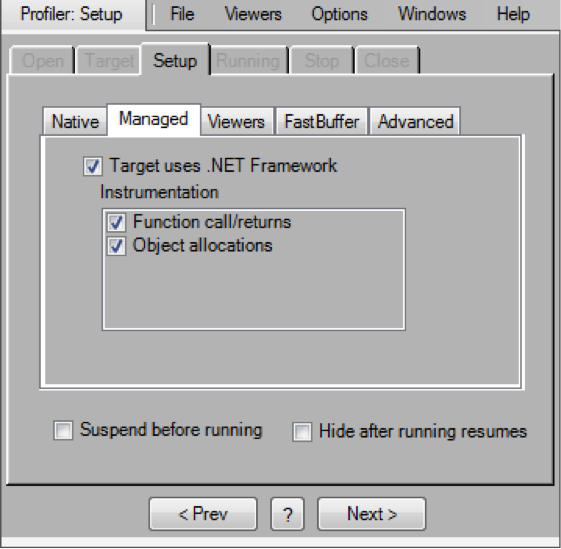 Profiler: Setup File Viewers Options Windows Help
Open Target Setup Running Stop Close
Native Managed Viewers FastBuffer Advanced
Target uses .NET Framework
Instrumentation
Function call/returns
Object allocations
Suspend before running Hide after running resumes
< Prev ? Next >